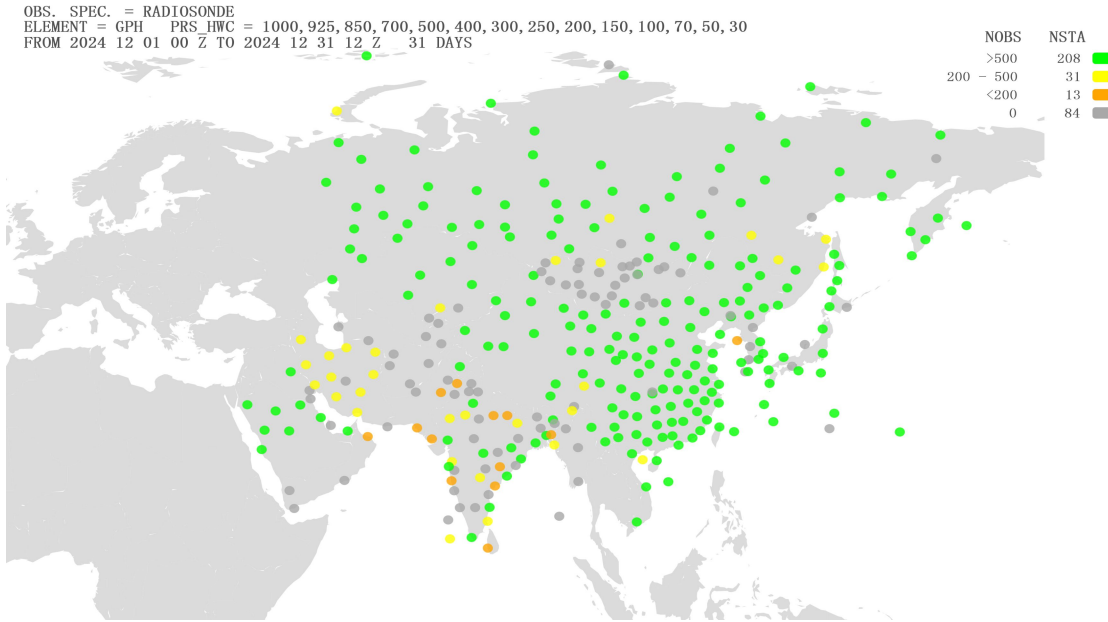 OBS. SPEC. = RADIOSONDE
ELEMENT = GPH   PRS_HWC = 1000,925,850,700,500,400,300,250,200,150,100,70,50,30
FROM 2024 12 01 00 Z TO 2024 12 31 12 Z   31 DAYS
NOBS NSTA
>500 208
200 - 500 31
<200 13
0 84